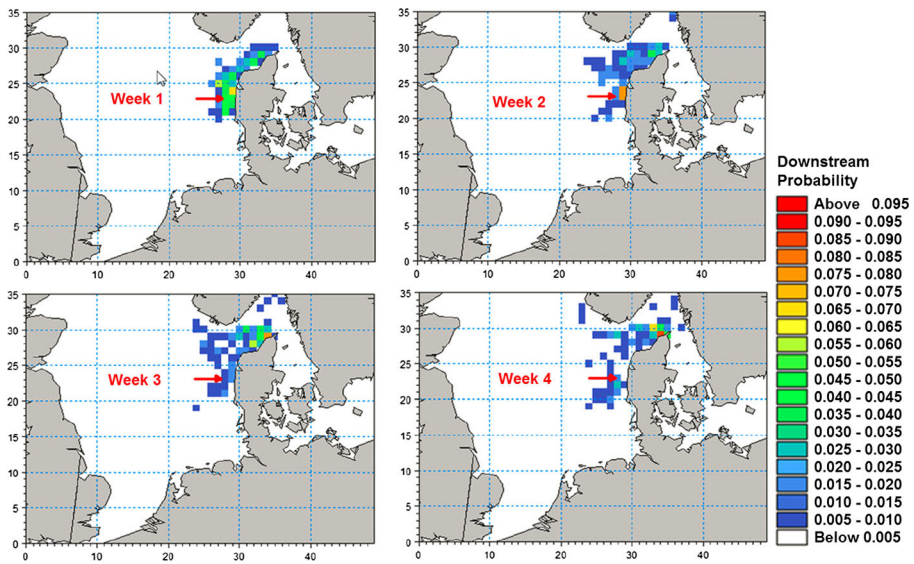 35
30
25
20
15
10
5
0
0 10 20 30 40
Week 1
35
30
25
20
15
10
5
0
0 10 20 30 40
Week 2
35
30
25
20
15
10
5
0
0 10 20 30 40
Week 3
35
30
25
20
15
10
5
0
0 10 20 30 40
Week 4
Downstream
Probability
Above 0.095
0.090 - 0.095
0.085 - 0.090
0.080 - 0.085
0.075 - 0.080
0.070 - 0.075
0.065 - 0.070
0.060 - 0.065
0.055 - 0.060
0.050 - 0.055
0.045 - 0.050
0.040 - 0.045
0.035 - 0.040
0.030 - 0.035
0.025 - 0.030
0.020 - 0.025
0.015 - 0.020
0.010 - 0.015
0.005 - 0.010
Below 0.005